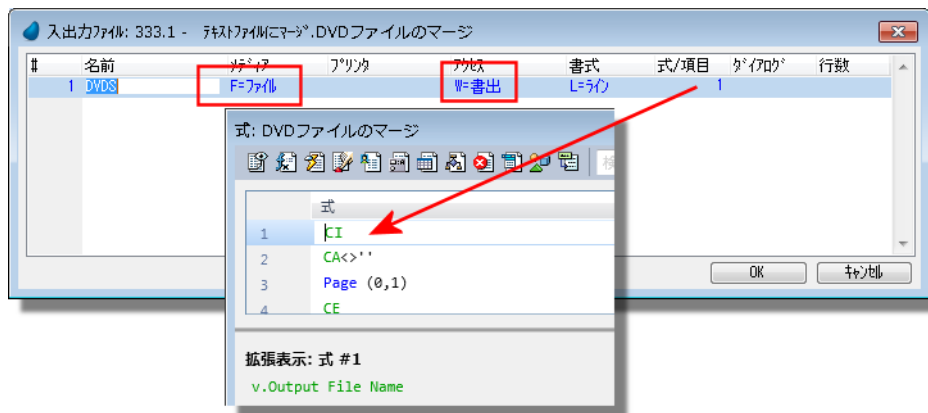 入出力ﾌｧｲﾙ: 333.1 - ﾃｷｽﾄﾌｧｲﾙにﾏｰｼﾞ.DVDファイルのマージ
# 名前 ﾒﾃﾞｨｱ ﾌﾟﾘﾝﾀ ｱｸｾｽ 書式 式/項目 ﾀﾞｲｱﾛｸﾞ 行数
1 DVDS F=ﾌｧｲﾙ W=書出 L=ﾗｲﾝ 1
式: DVDファイルのマージ
検
式
1 CI
2 CA<>''
3 Page (0,1)
4 CE
OK ｷｬﾝｾﾙ
拡張表示: 式 #1
v.Output File Name